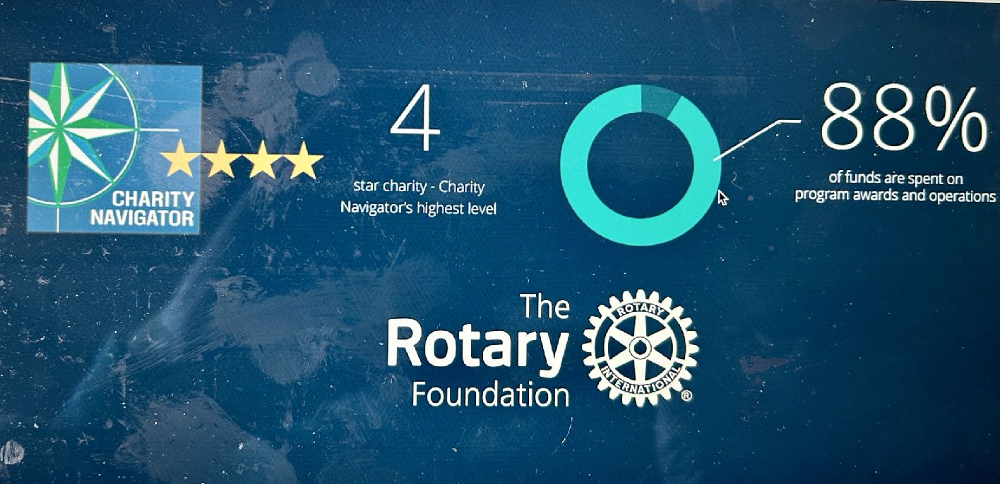 CHARITY
NAVIGATOR
4
star charity - Charity
Navigator's highest level
88%
of funds are spent on
program awards and operations
The
Rotary
Foundation
ROTARY
INTERNATIONAL
®